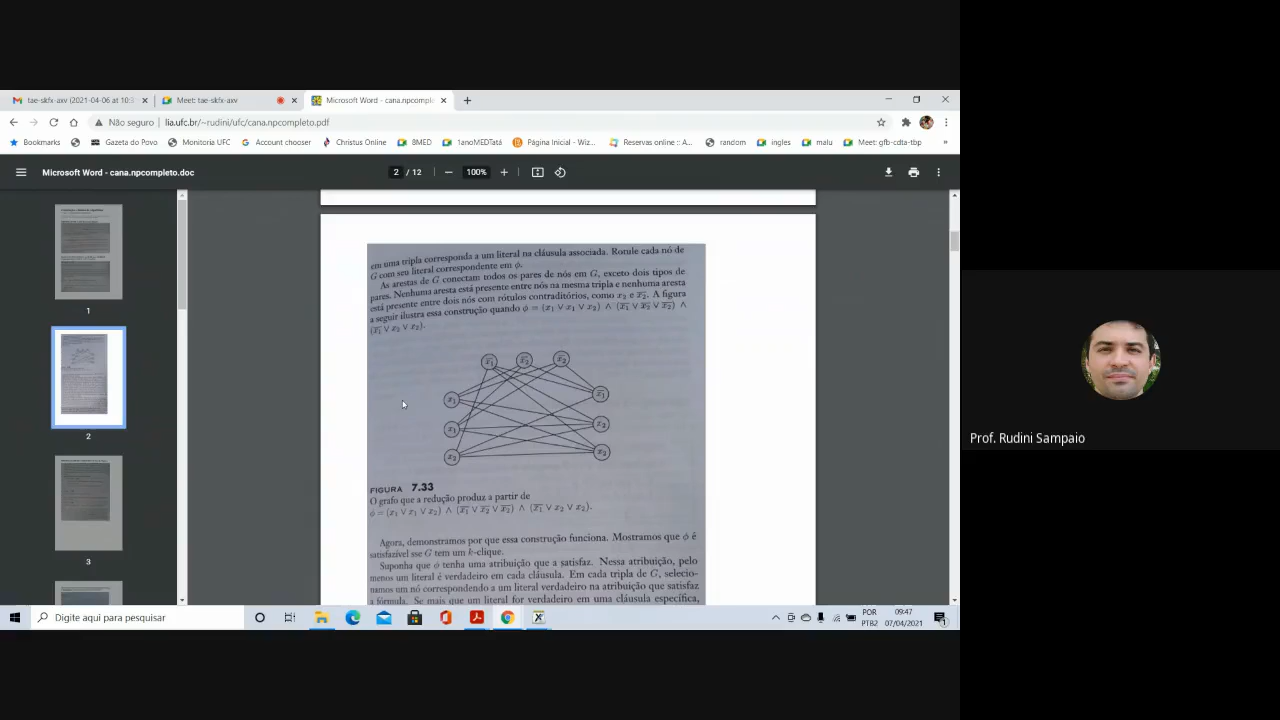 tae-skfx-axv (2021-04-06 at 10:3
Meet: tae-skfx-axv
Microsoft Word - cana.npcomple
Não seguro
lia.ufc.br/~rudini/ufc/cana.npcompleto.pdf
Bookmarks
Gazeta do Povo
Monitoria UFC
Account chooser
Christus Online
8MED
1anoMEDTatá
Página Inicial - Wiz...
Reservas online :: A...
random
ingles
malu
Meet: gfb-cdta-tbp
»
Microsoft Word - cana.npcompleto.doc
2 / 12
100%
1
2
3
em uma tripla corresponda a um literal na cláusula associada. Rotule cada nó de
G com seu literal correspondente em ϕ.
As arestas de G conectam todos os pares de nós em G, exceto dois tipos de
pares. Nenhuma aresta está presente entre nós na mesma tripla e nenhuma aresta
está presente entre dois nós com rótulos contraditórios, como x₂ e x̅₂. A figura
a seguir ilustra essa construção quando ϕ = (x₁ ∨ x₁ ∨ x₂) ∧ (x̅₁ ∨ x̅₂ ∨ x̅₂) ∧
(x̅₁ ∨ x₂ ∨ x₂).
x̅₁ x̅₂ x̅₂
x₁ x̅₁
x₁ x₂
x₂ x₂
FIGURA 7.33
O grafo que a redução produz a partir de
ϕ = (x₁ ∨ x₁ ∨ x₂) ∧ (x̅₁ ∨ x̅₂ ∨ x̅₂) ∧ (x̅₁ ∨ x₂ ∨ x₂).
Agora, demonstramos por que essa construção funciona. Mostramos que ϕ é
satisfazível sse G tem um k-clique.
Suponha que ϕ tenha uma atribuição que a satisfaz. Nessa atribuição, pelo
menos um literal é verdadeiro em cada cláusula. Em cada tripla de G, selecio-
namos um nó correspondendo a um literal verdadeiro na atribuição que satisfaz
a fórmula. Se mais que um literal for verdadeiro em uma cláusula específica,
Prof. Rudini Sampaio
Digite aqui para pesquisar
POR
PTB2
09:47
07/04/2021
1